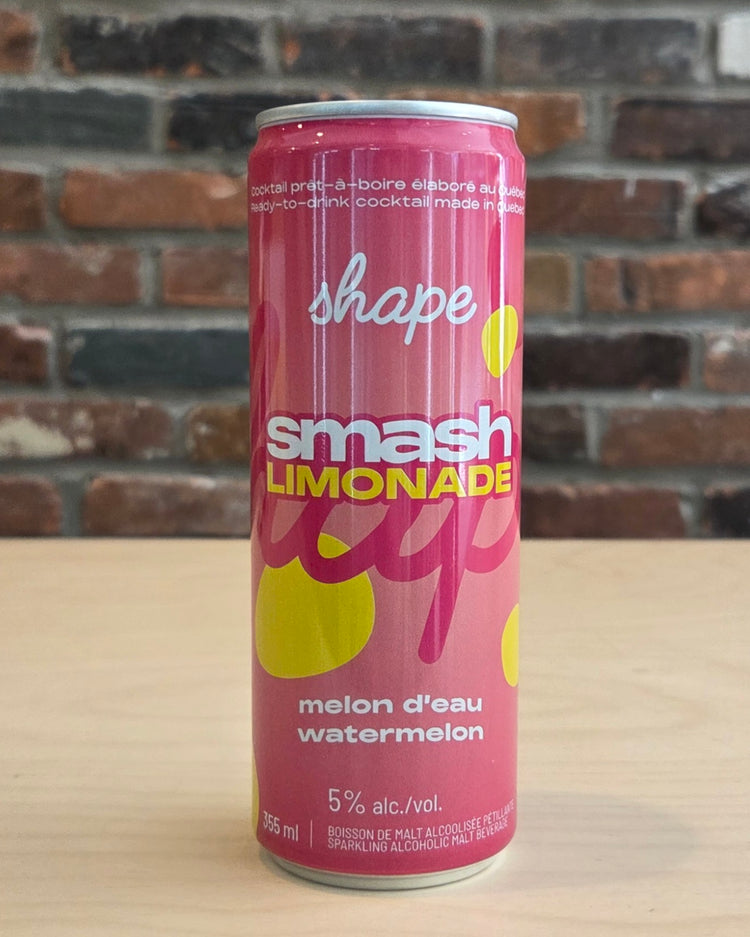 Cocktail prêt-à-boire élaboré au Québec
Ready-to-drink cocktail made in Quebec
shape
smash
LIMONADE
melon d'eau
watermelon
5% alc./vol.
355 ml
BOISSON DE MALT ALCOOLISÉE PÉTILLANTE
SPARKLING ALCOHOLIC MALT BEVERAGE